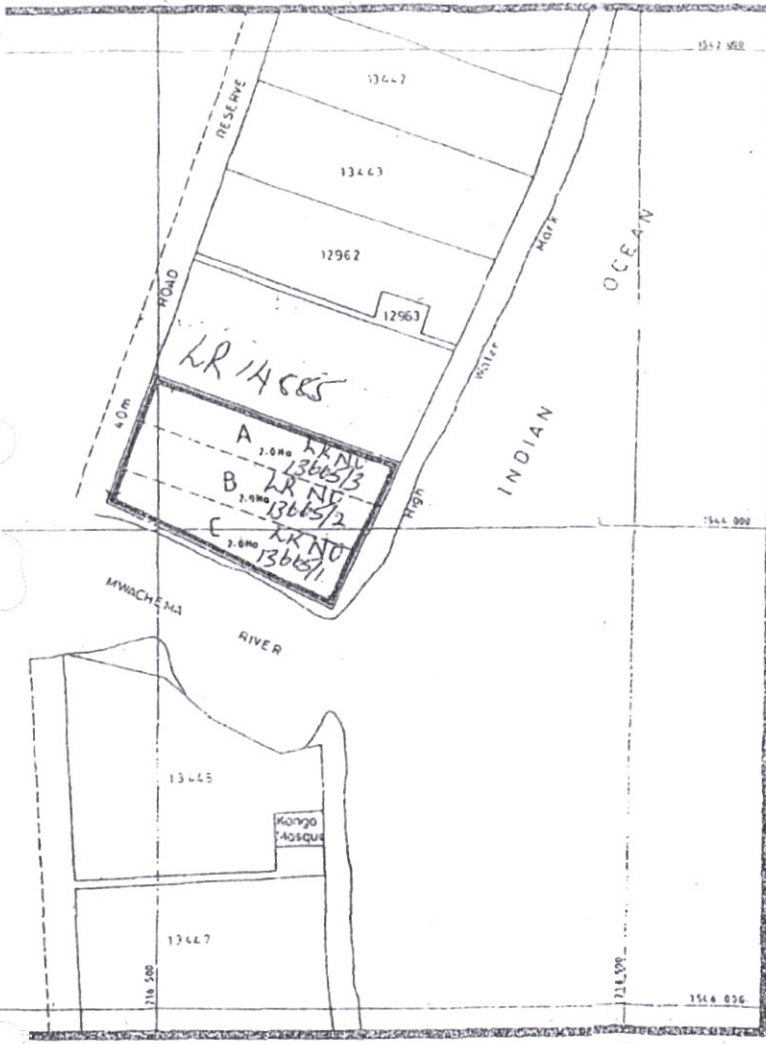 13442
RESERVE
13443
OCEAN
Mark
12962
ROAD
12963
Water
LR 14885
40m
A
2.0Ha
LR NO
13665/3
B
2.0Ha
LR NO
13665/2
INDIAN
High
C
2.0Ha
LR NO
13665/1
MWACHEMA
RIVER
13445
Kongo
Mosque
13447